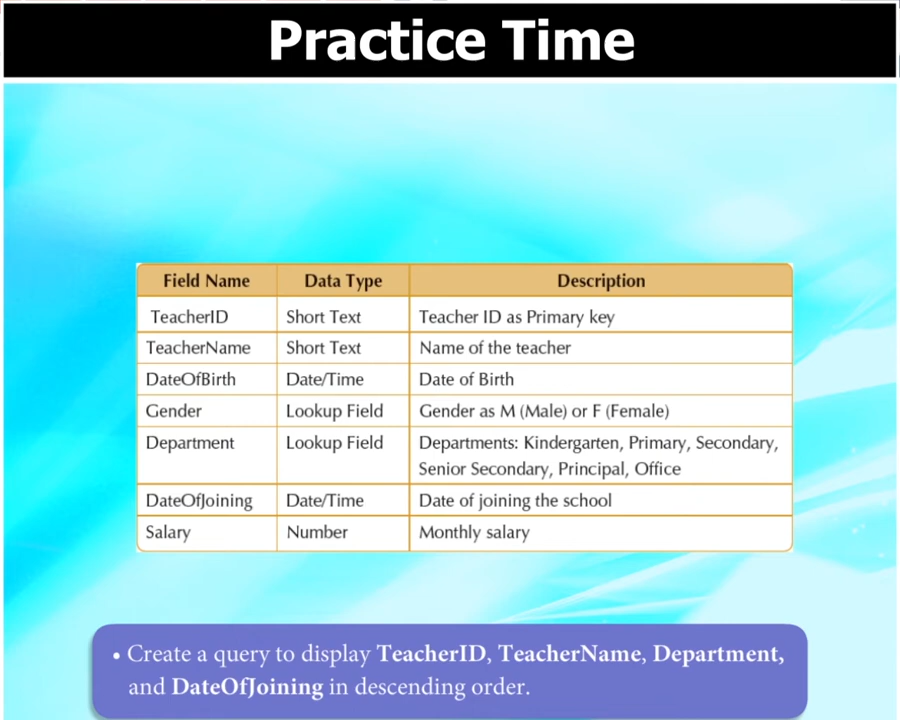 Practice Time
Field Name Data Type Description
TeacherID Short Text Teacher ID as Primary key
TeacherName Short Text Name of the teacher
DateOfBirth Date/Time Date of Birth
Gender Lookup Field Gender as M (Male) or F (Female)
Department Lookup Field Departments: Kindergarten, Primary, Secondary,
Senior Secondary, Principal, Office
DateOfJoining Date/Time Date of joining the school
Salary Number Monthly salary
• Create a query to display TeacherID, TeacherName, Department,
and DateOfJoining in descending order.